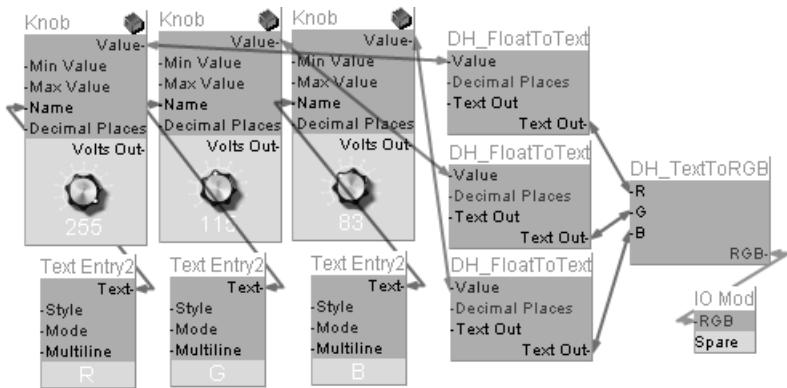 Knob
Value
Min Value
Max Value
Name
Decimal Places
Volts Out
255
Knob
Value
Min Value
Max Value
Name
Decimal Places
Volts Out
115
Knob
Value
Min Value
Max Value
Name
Decimal Places
Volts Out
83
Text Entry2
Text
Style
Mode
Multiline
R
Text Entry2
Text
Style
Mode
Multiline
G
Text Entry2
Text
Style
Mode
Multiline
B
DH_FloatToText
Value
Decimal Places
Text Out
Text Out
DH_FloatToText
Value
Decimal Places
Text Out
Text Out
DH_FloatToText
Value
Decimal Places
Text Out
Text Out
DH_TextToRGB
R
G
B
RGB
IO Mod
RGB
Spare